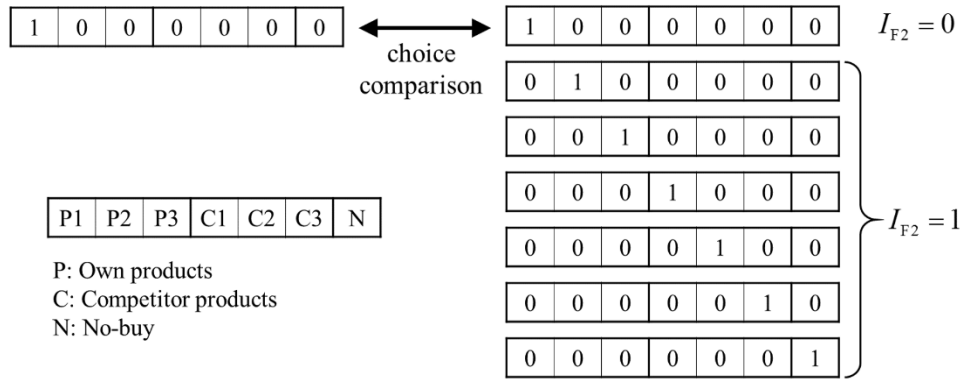 1 0 0 0 0 0 0
choice
comparison
1 0 0 0 0 0 0
I_F2 = 0
0 1 0 0 0 0 0
0 0 1 0 0 0 0
0 0 0 1 0 0 0
0 0 0 0 1 0 0
0 0 0 0 0 1 0
0 0 0 0 0 0 1
I_F2 = 1
P1 P2 P3 C1 C2 C3 N
P: Own products
C: Competitor products
N: No-buy